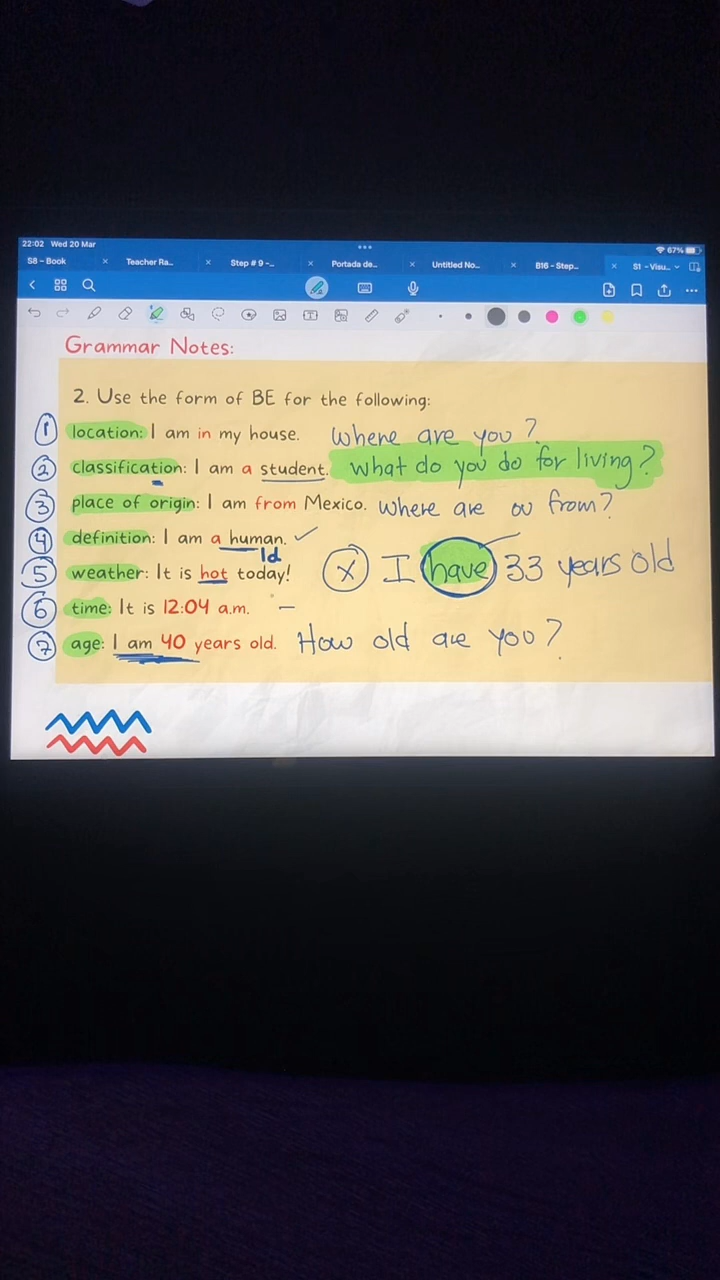 22:02 Wed 20 Mar
67%
S8 – Book
Teacher Ra...
Step # 9 –...
Portada de...
Untitled No...
B16 – Step...
S1 – Visu...
Grammar Notes:
2. Use the form of BE for the following:
1 location: I am in my house. Where are you?
2 classification: I am a student. what do you do for living?
3 place of origin: I am from Mexico. Where are ou from?
4 definition: I am a human. ✓
ld
5 weather: It is hot today! X I have 33 years old
6 time: It is 12:04 a.m. –
7 age: I am 40 years old. How old are you?